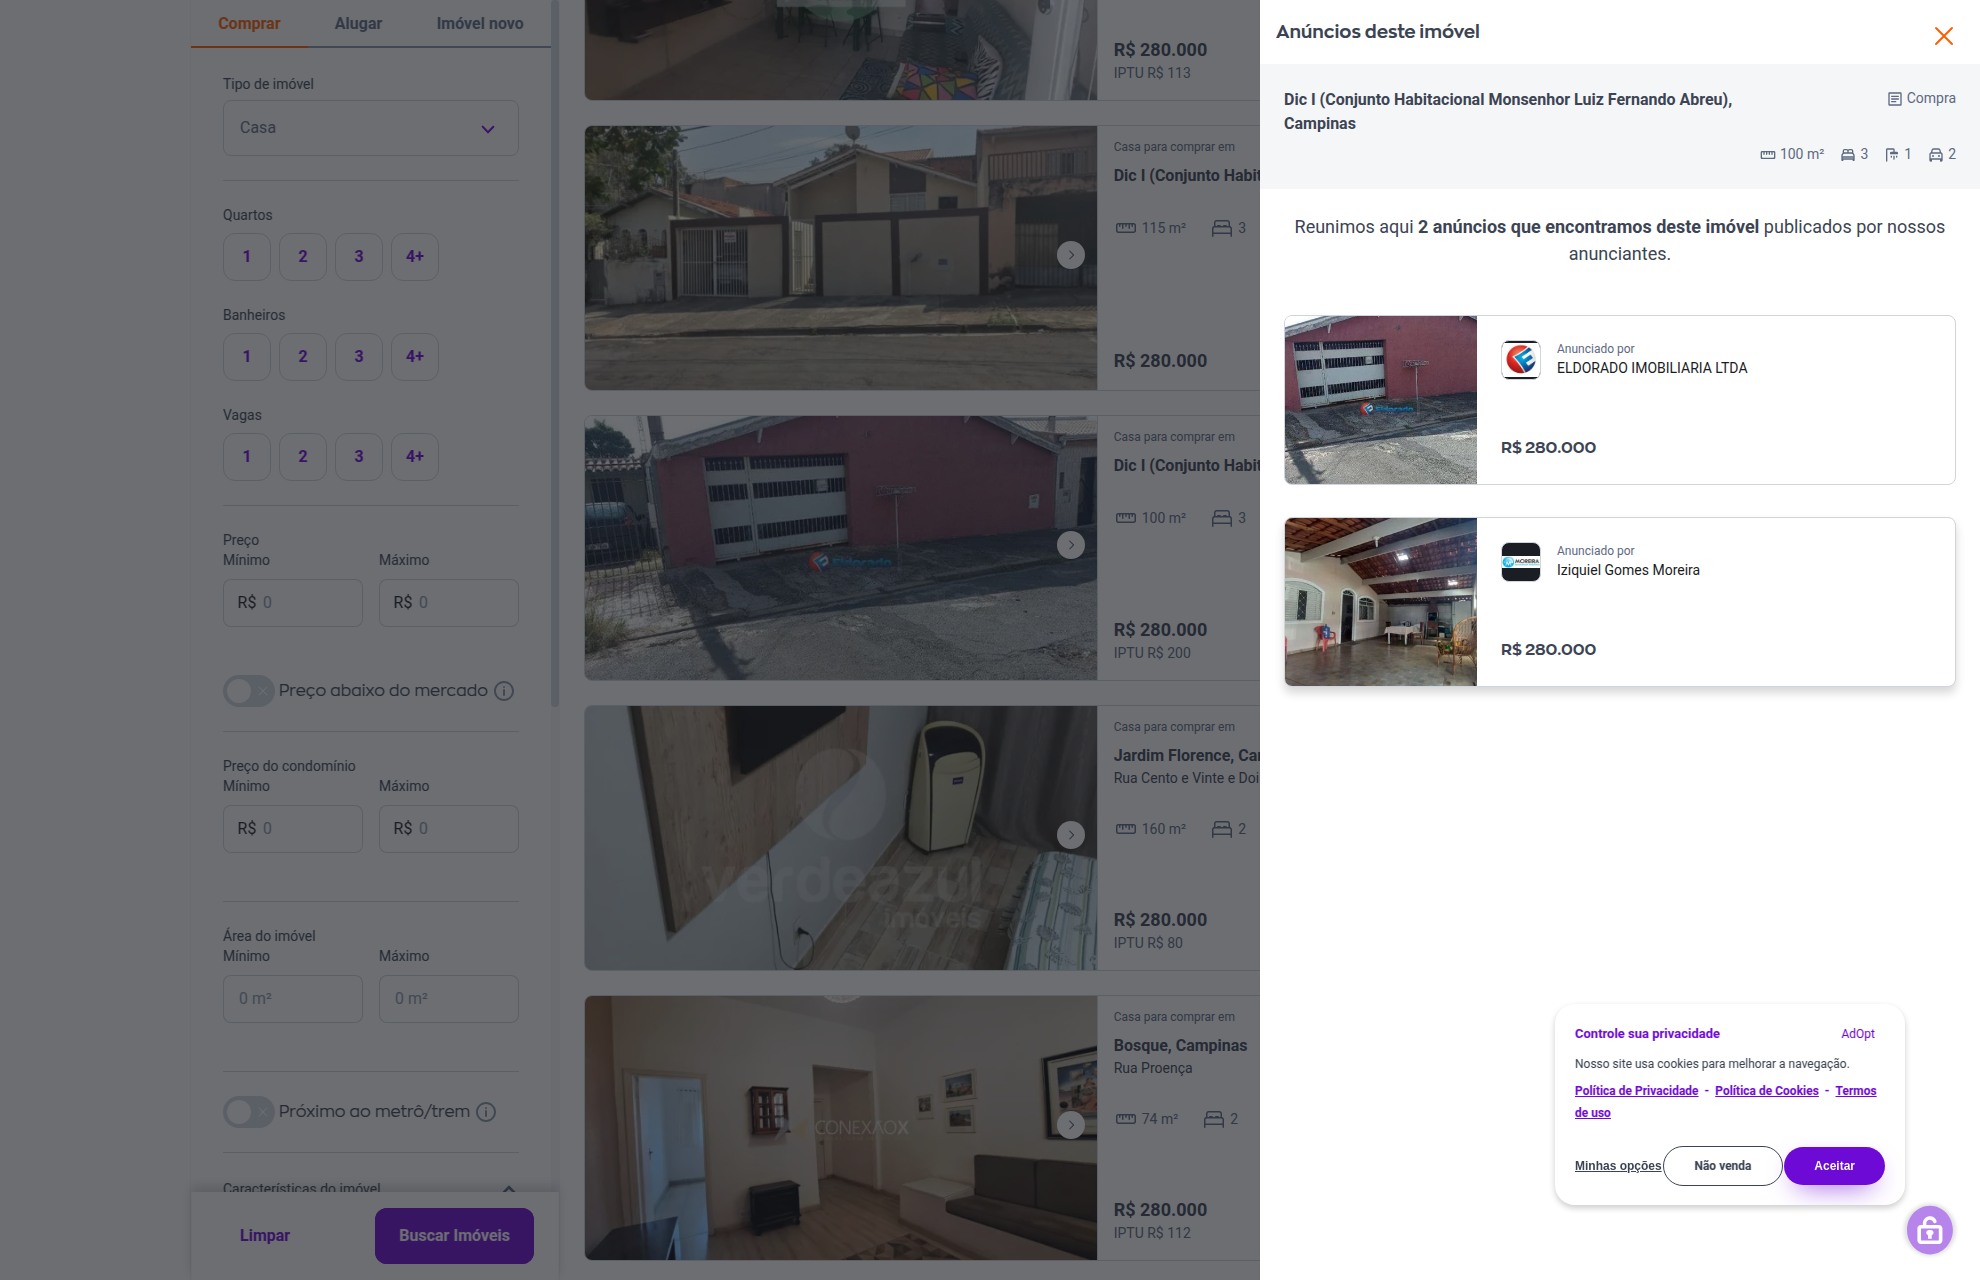 Comprar
Alugar
Imóvel novo
Tipo de imóvel
Casa
Quartos
1
2
3
4+
Banheiros
1
2
3
4+
Vagas
1
2
3
4+
Preço
Mínimo
Máximo
R$ 0
R$ 0
Preço abaixo do mercado
Preço do condomínio
Mínimo
Máximo
R$ 0
R$ 0
Área do imóvel
Mínimo
Máximo
0 m²
0 m²
Próximo ao metrô/trem
Características do imóvel
Limpar
Buscar Imóveis
R$ 280.000
IPTU R$ 113
Casa para comprar em
Dic I (Conjunto Habit
115 m²
3
R$ 280.000
Eldorado
Casa para comprar em
Dic I (Conjunto Habit
100 m²
3
R$ 280.000
IPTU R$ 200
verdeazul
imóveis
Casa para comprar em
Jardim Florence, Ca
Rua Cento e Vinte e Doi
160 m²
2
R$ 280.000
IPTU R$ 80
CONEXAOX
Casa para comprar em
Bosque, Campinas
Rua Proença
74 m²
2
R$ 280.000
IPTU R$ 112
Anúncios deste imóvel
Dic I (Conjunto Habitacional Monsenhor Luiz Fernando Abreu),
Campinas
Compra
100 m²
3
1
2
Reunimos aqui 2 anúncios que encontramos deste imóvel publicados por nossos
anunciantes.
Eldorado
Anunciado por
ELDORADO IMOBILIARIA LTDA
R$ 280.000
MOREIRA
Anunciado por
Iziquiel Gomes Moreira
R$ 280.000
Controle sua privacidade
AdOpt
Nosso site usa cookies para melhorar a navegação.
Política de Privacidade - Política de Cookies - Termos
de uso
Minhas opções
Não venda
Aceitar